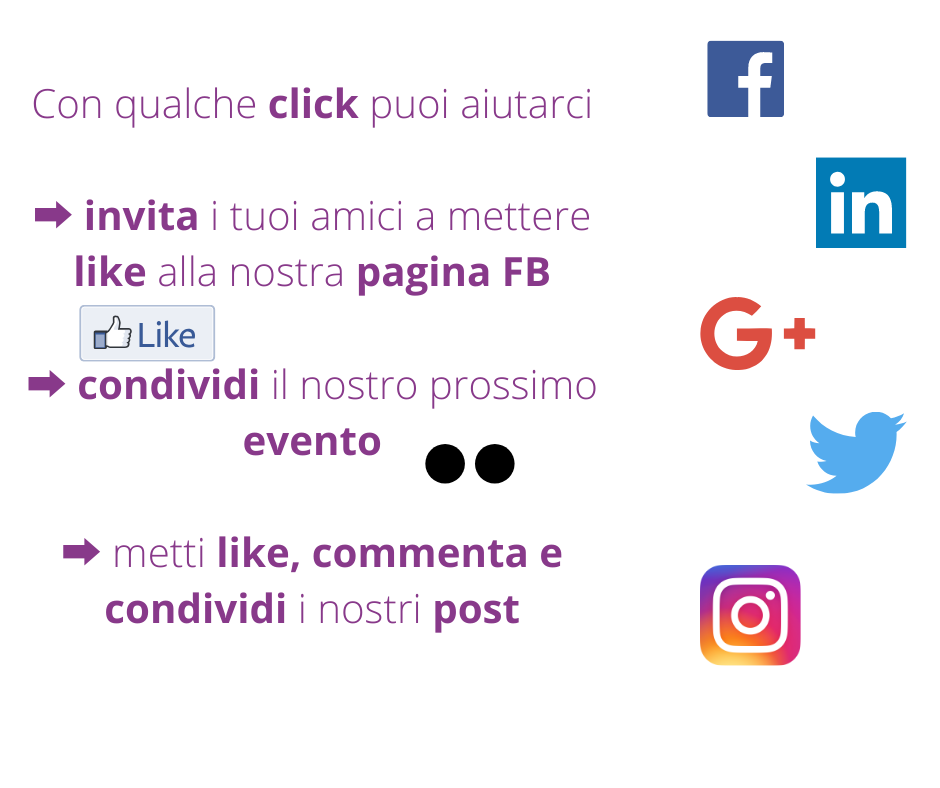 Con qualche click puoi aiutarci
➡ invita i tuoi amici a mettere
like alla nostra pagina FB
Like
➡ condividi il nostro prossimo
evento
➡ metti like, commenta e
condividi i nostri post
f
in
G+